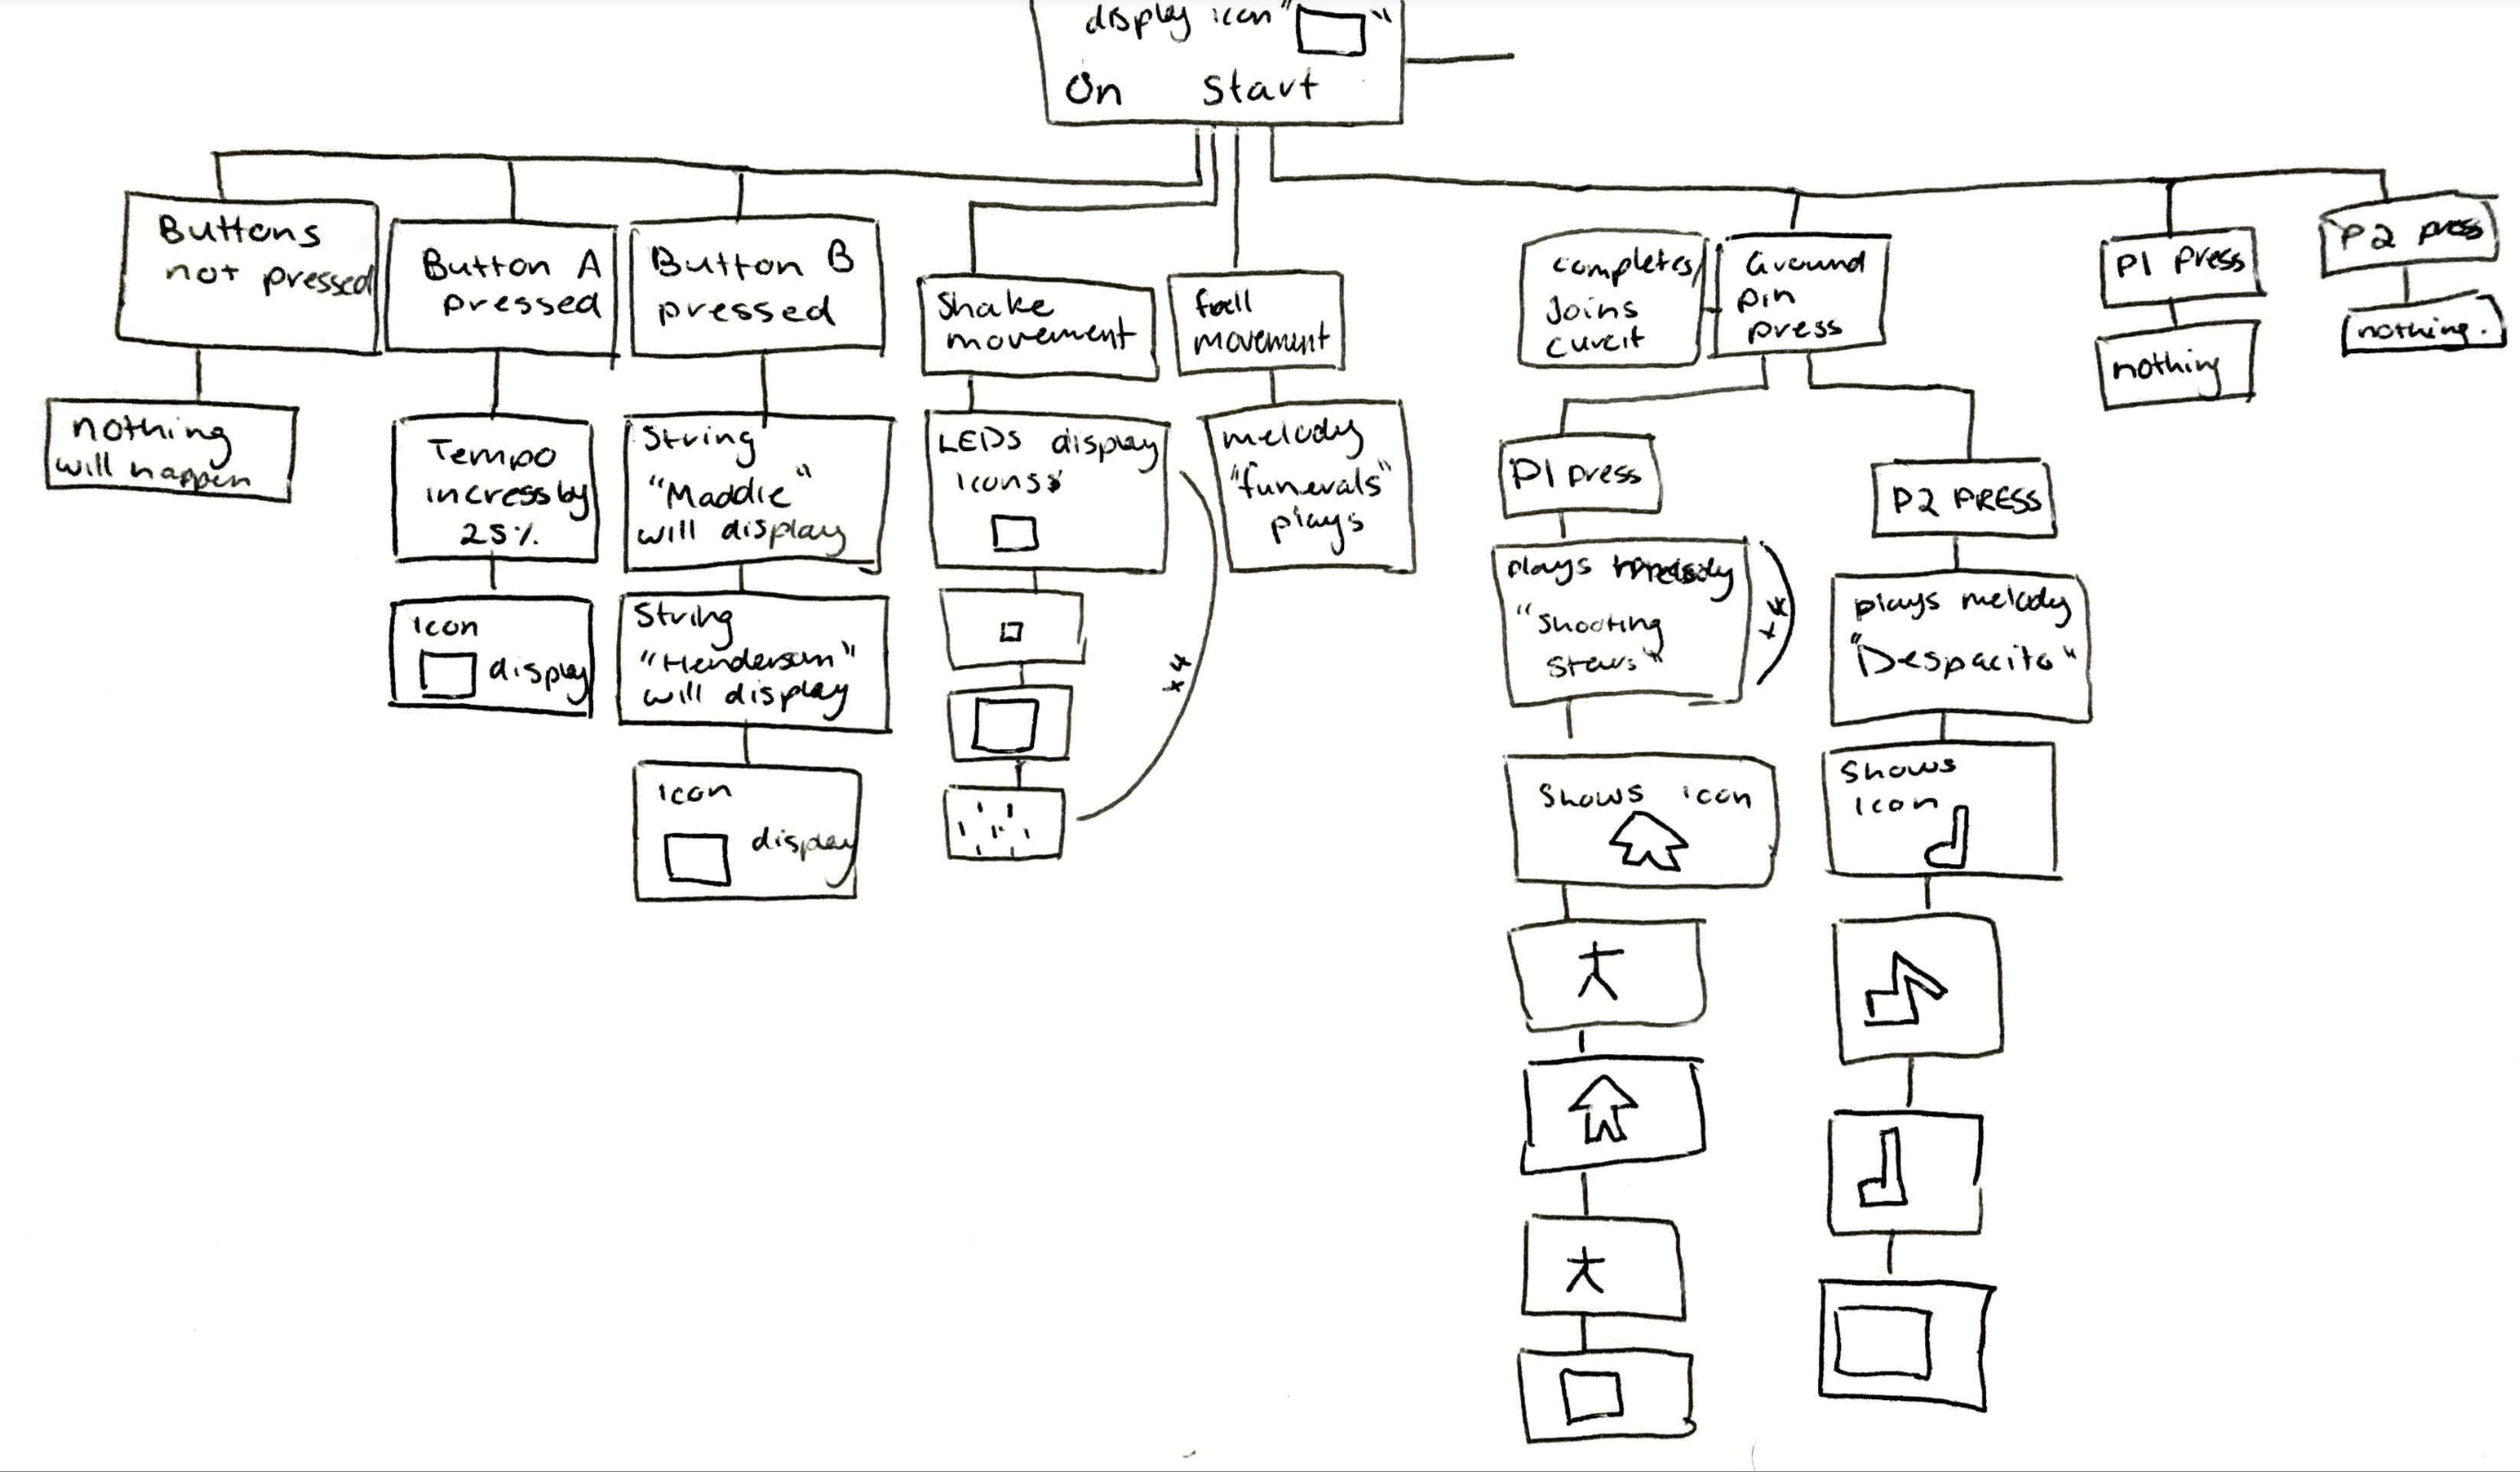 display icon " "
On start
Buttons
not pressed
nothing
will happen
Button A
pressed
Tempo
incress by
25%
icon
display
Button B
pressed
String
"Maddie"
will display
String
"Henderson"
will display
icon
display
Shake
movement
LEDS display
icons
fall
movement
melody
"funerals"
plays
completes/
Joins
curcit
Ground
pin
press
P1 press
plays melody
"Shooting
Stars"
Shows icon
P2 PRESS
plays melody
"Despacito"
Shows
icon
P1 press
nothing
P2 press
nothing.